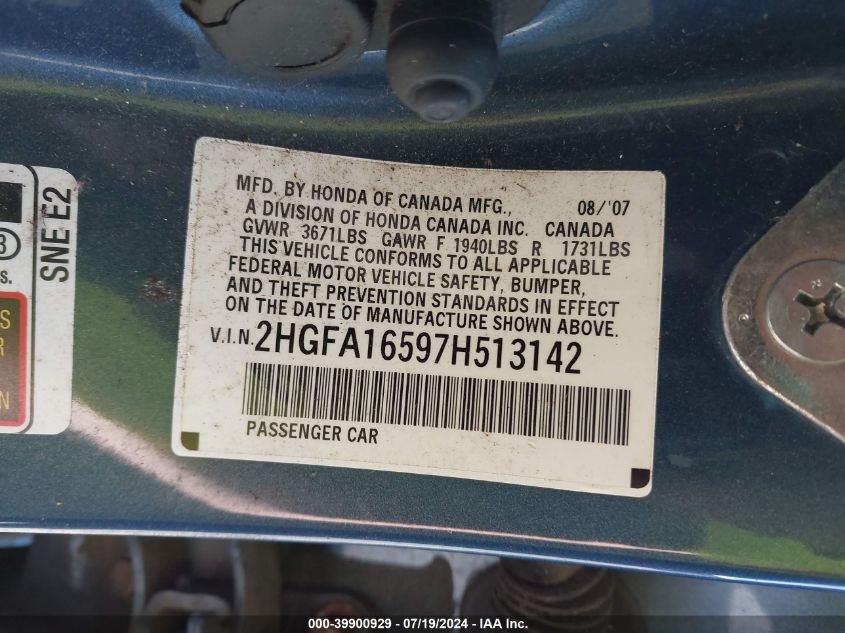 MFD. BY HONDA OF CANADA MFG., 08/'07
A DIVISION OF HONDA CANADA INC. CANADA
GVWR 3671LBS GAWR F 1940LBS R 1731LBS
THIS VEHICLE CONFORMS TO ALL APPLICABLE
FEDERAL MOTOR VEHICLE SAFETY, BUMPER,
AND THEFT PREVENTION STANDARDS IN EFFECT
ON THE DATE OF MANUFACTURE SHOWN ABOVE.
V.I.N. 2HGFA16597H513142
PASSENGER CAR
SNE E2
3
S.
S
R
N
000-39900929 - 07/19/2024 - IAA Inc.